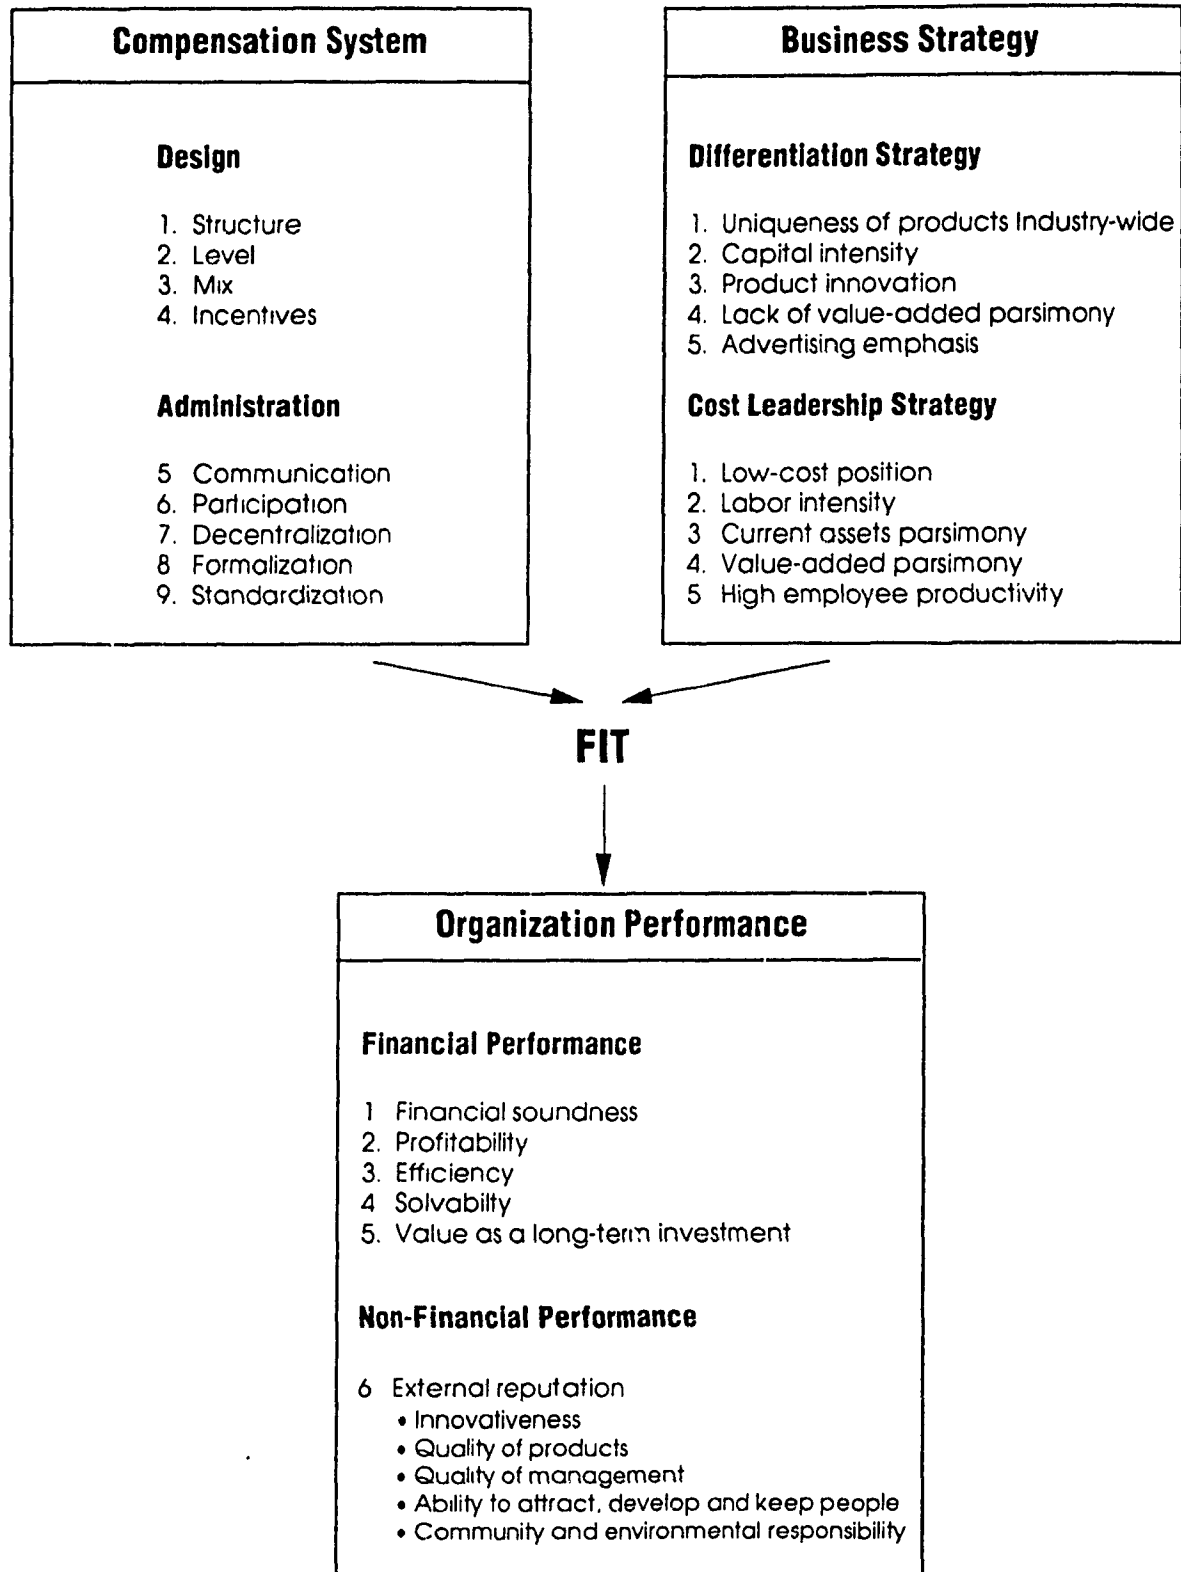 Compensation System
Design
1. Structure
2. Level
3. Mix
4. Incentives
Administration
5 Communication
6. Participation
7. Decentralization
8 Formalization
9. Standardization
Business Strategy
Differentiation Strategy
1. Uniqueness of products Industry-wide
2. Capital intensity
3. Product innovation
4. Lack of value-added parsimony
5. Advertising emphasis
Cost Leadership Strategy
1. Low-cost position
2. Labor intensity
3 Current assets parsimony
4. Value-added parsimony
5 High employee productivity
FIT
Organization Performance
Financial Performance
1 Financial soundness
2. Profitability
3. Efficiency
4 Solvabilty
5. Value as a long-term investment
Non-Financial Performance
6 External reputation
• Innovativeness
• Quality of products
• Quality of management
• Ability to attract, develop and keep people
• Community and environmental responsibility